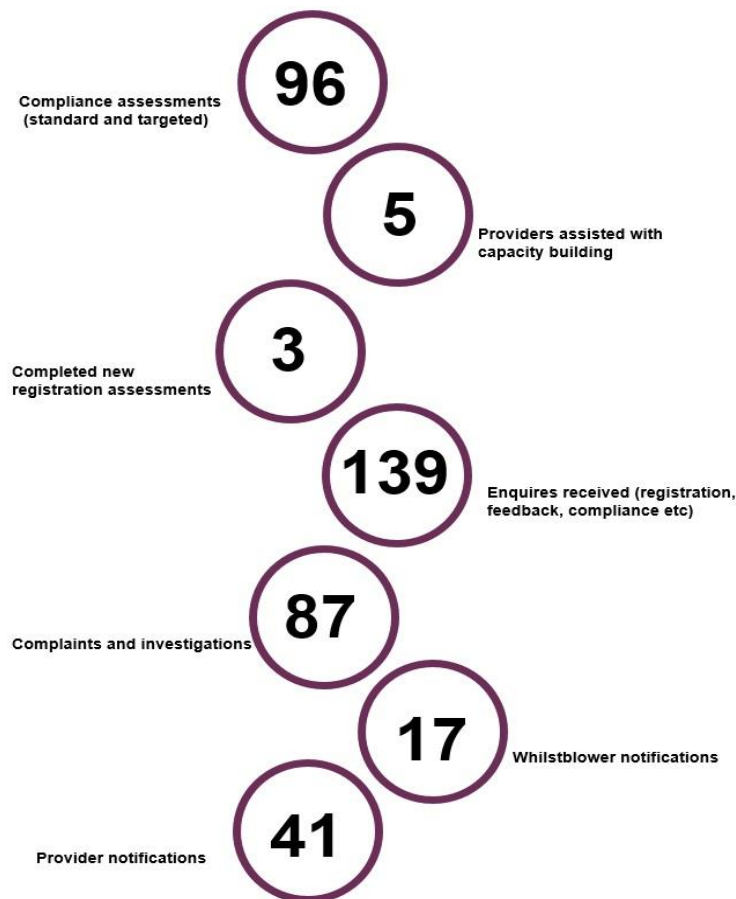 96
Compliance assessments
(standard and targeted)
5
Providers assisted with
capacity building
3
Completed new
registration assessments
139
Enquires received (registration,
feedback, compliance etc)
87
Complaints and investigations
17
Whilstblower notifications
41
Provider notifications